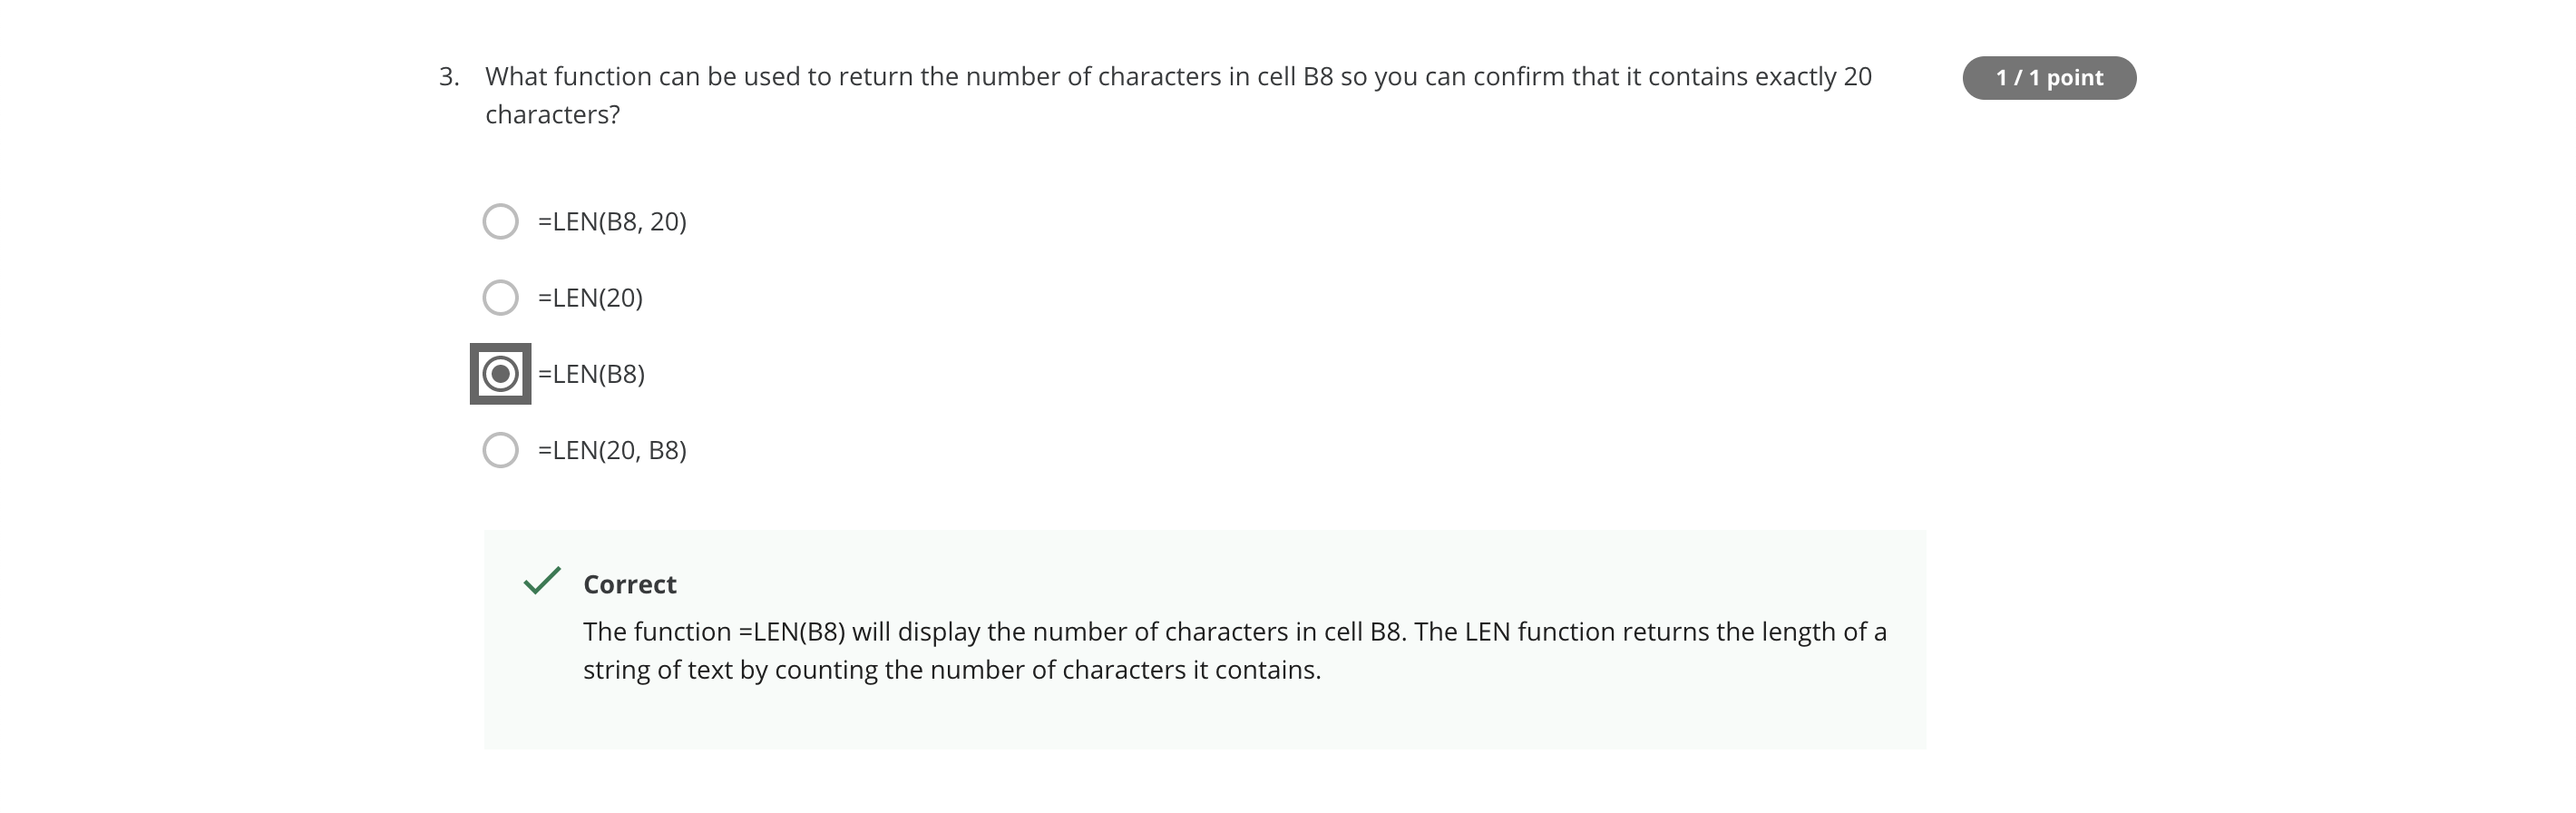 3. What function can be used to return the number of characters in cell B8 so you can confirm that it contains exactly 20
characters?
1 / 1 point
=LEN(B8, 20)
=LEN(20)
=LEN(B8)
=LEN(20, B8)
Correct
The function =LEN(B8) will display the number of characters in cell B8. The LEN function returns the length of a
string of text by counting the number of characters it contains.